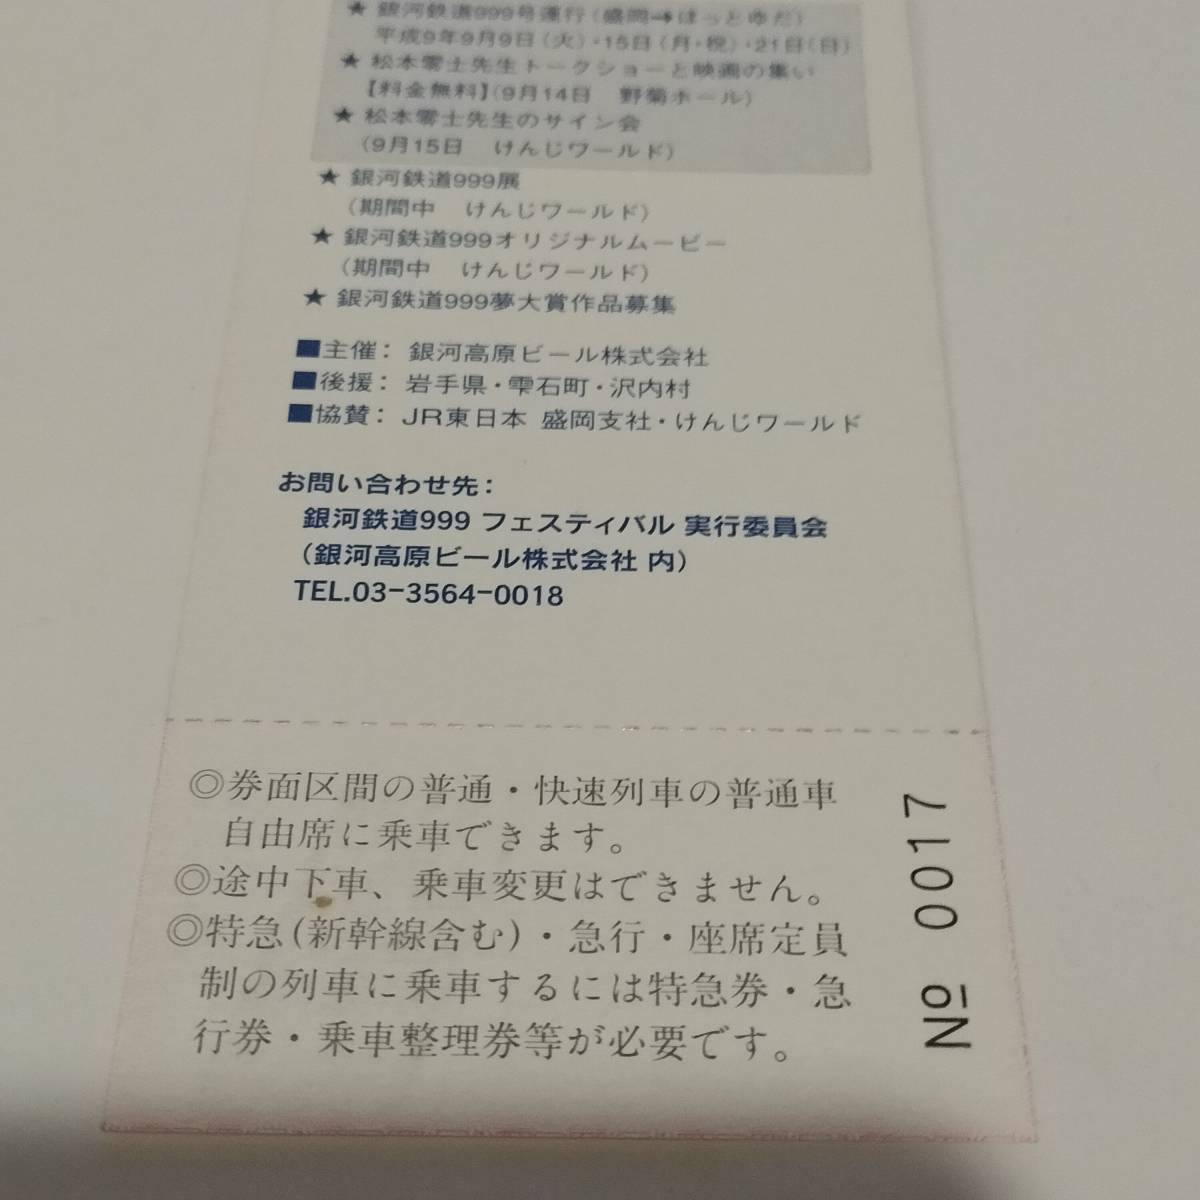 ★ 銀河鉄道999号運行(盛岡→ほっとゆだ)
平成9年9月9日(火)・15日(月・祝)・21日(日)
★ 松本零士先生トークショーと映画の集い
【料金無料】(9月14日 野菊ホール)
★ 松本零士先生のサイン会
(9月15日 けんじワールド)
★ 銀河鉄道999展
(期間中 けんじワールド)
★ 銀河鉄道999オリジナルムービー
(期間中 けんじワールド)
★ 銀河鉄道999夢大賞作品募集
■主催: 銀河高原ビール株式会社
■後援: 岩手県・雫石町・沢内村
■協賛: JR東日本 盛岡支社・けんじワールド
お問い合わせ先:
銀河鉄道999 フェスティバル 実行委員会
(銀河高原ビール株式会社 内)
TEL.03-3564-0018
◎券面区間の普通・快速列車の普通車
自由席に乗車できます。
◎途中下車、乗車変更はできません。
◎特急(新幹線含む)・急行・座席定員
制の列車に乗車するには特急券・急
行券・乗車整理券等が必要です。
№ 0017